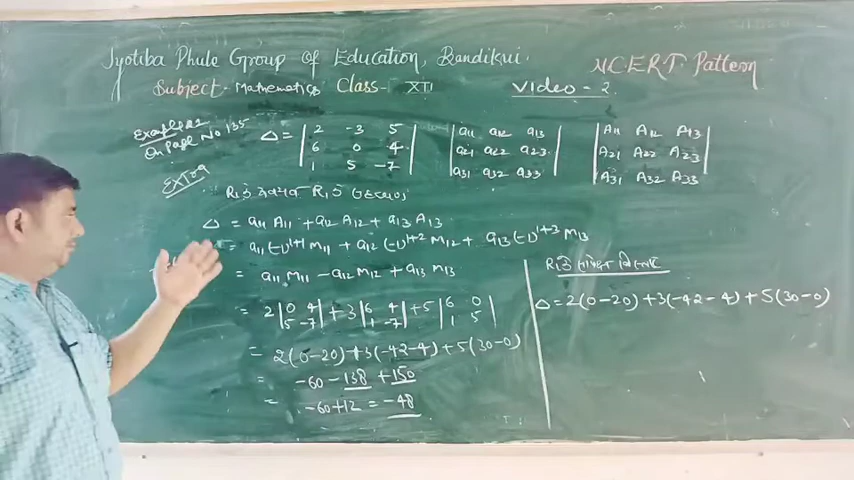 Jyotiba Phule Group of Education, Bandikui.
NCERT Pattern
Subject- Mathematics Class- XII
Video - 2
On Page No 135
Δ = | 2 -3 5 | | a11 a12 a13 | | A11 A12 A13 |
| 6 0 4 | | a21 a22 a23 | | A21 A22 A23 |
| 1 5 -7 | | a31 a32 a33 | | A31 A32 A33 |
R1 के अवयव R1 के
Δ = a11 A11 + a12 A12 + a13 A13
= a11 (-1)^1+1 M11 + a12 (-1)^1+2 M12 + a13 (-1)^1+3 M13
= a11 M11 - a12 M12 + a13 M13
= 2 | 0 4 | + 3 | 6 4 | + 5 | 6 0 |
| 5 -7 | | 1 -7 | | 1 5 |
= 2(0-20) + 3(-42-4) + 5(30-0)
= -60 - 138 + 150
= -60 + 12 = -48
R1 के
Δ = 2(0-20) + 3(-42-4) + 5(30-0)